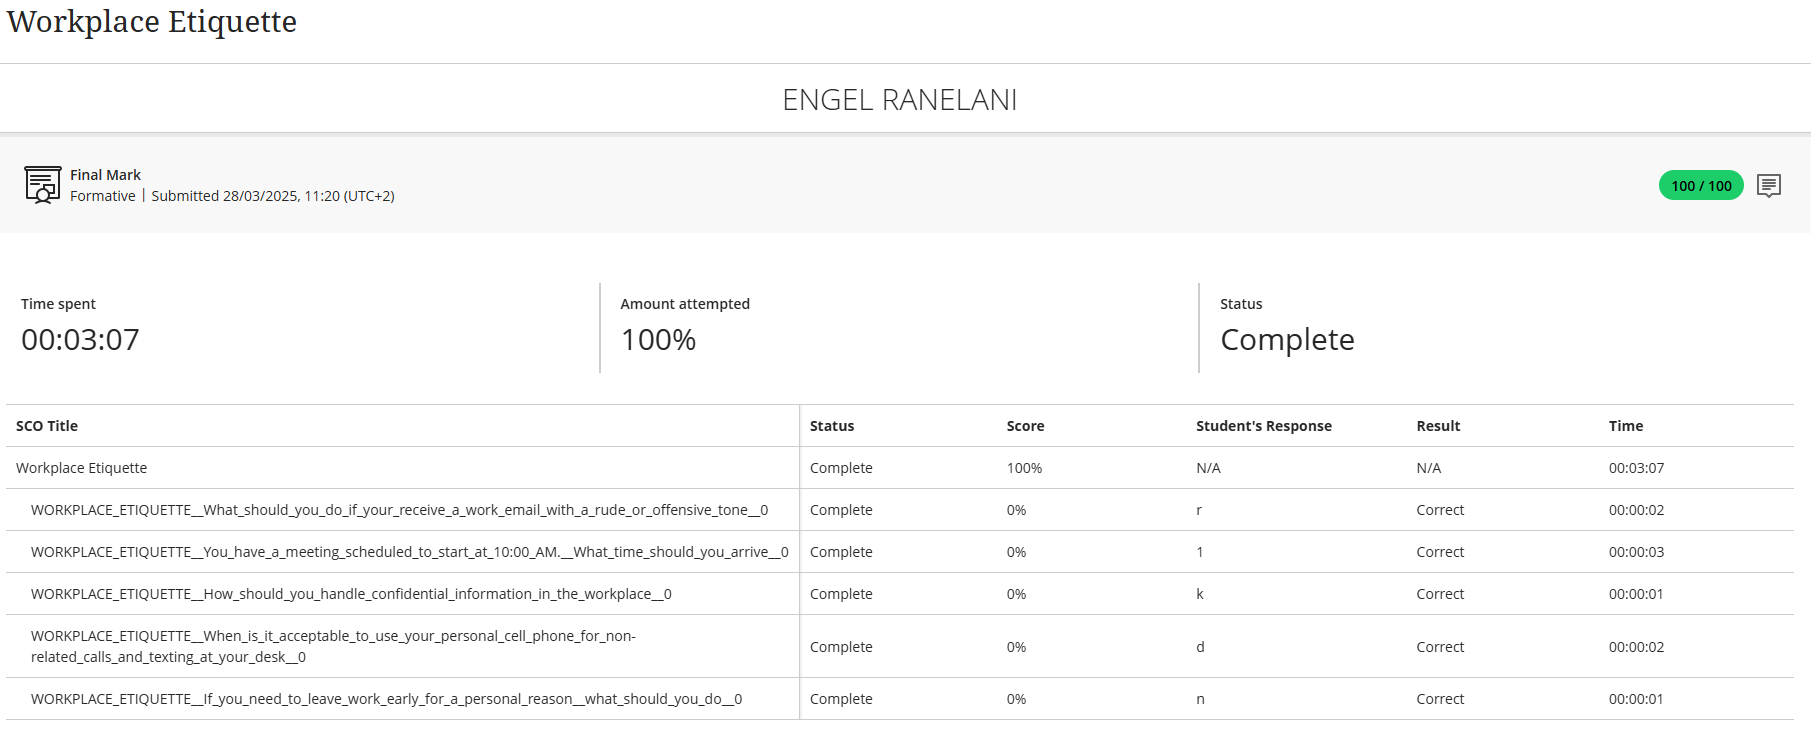 Workplace Etiquette
ENGEL RANELANI
Final Mark
Formative | Submitted 28/03/2025, 11:20 (UTC+2)
100 / 100
Time spent
00:03:07
Amount attempted
100%
Status
Complete
SCO Title Status Score Student's Response Result Time
Workplace Etiquette Complete 100% N/A N/A 00:03:07
WORKPLACE_ETIQUETTE__What_should_you_do_if_your_receive_a_work_email_with_a_rude_or_offensive_tone__0 Complete 0% r Correct 00:00:02
WORKPLACE_ETIQUETTE__You_have_a_meeting_scheduled_to_start_at_10:00_AM.__What_time_should_you_arrive__0 Complete 0% 1 Correct 00:00:03
WORKPLACE_ETIQUETTE__How_should_you_handle_confidential_information_in_the_workplace__0 Complete 0% k Correct 00:00:01
WORKPLACE_ETIQUETTE__When_is_it_acceptable_to_use_your_personal_cell_phone_for_non-
related_calls_and_texting_at_your_desk__0 Complete 0% d Correct 00:00:02
WORKPLACE_ETIQUETTE__If_you_need_to_leave_work_early_for_a_personal_reason__what_should_you_do__0 Complete 0% n Correct 00:00:01